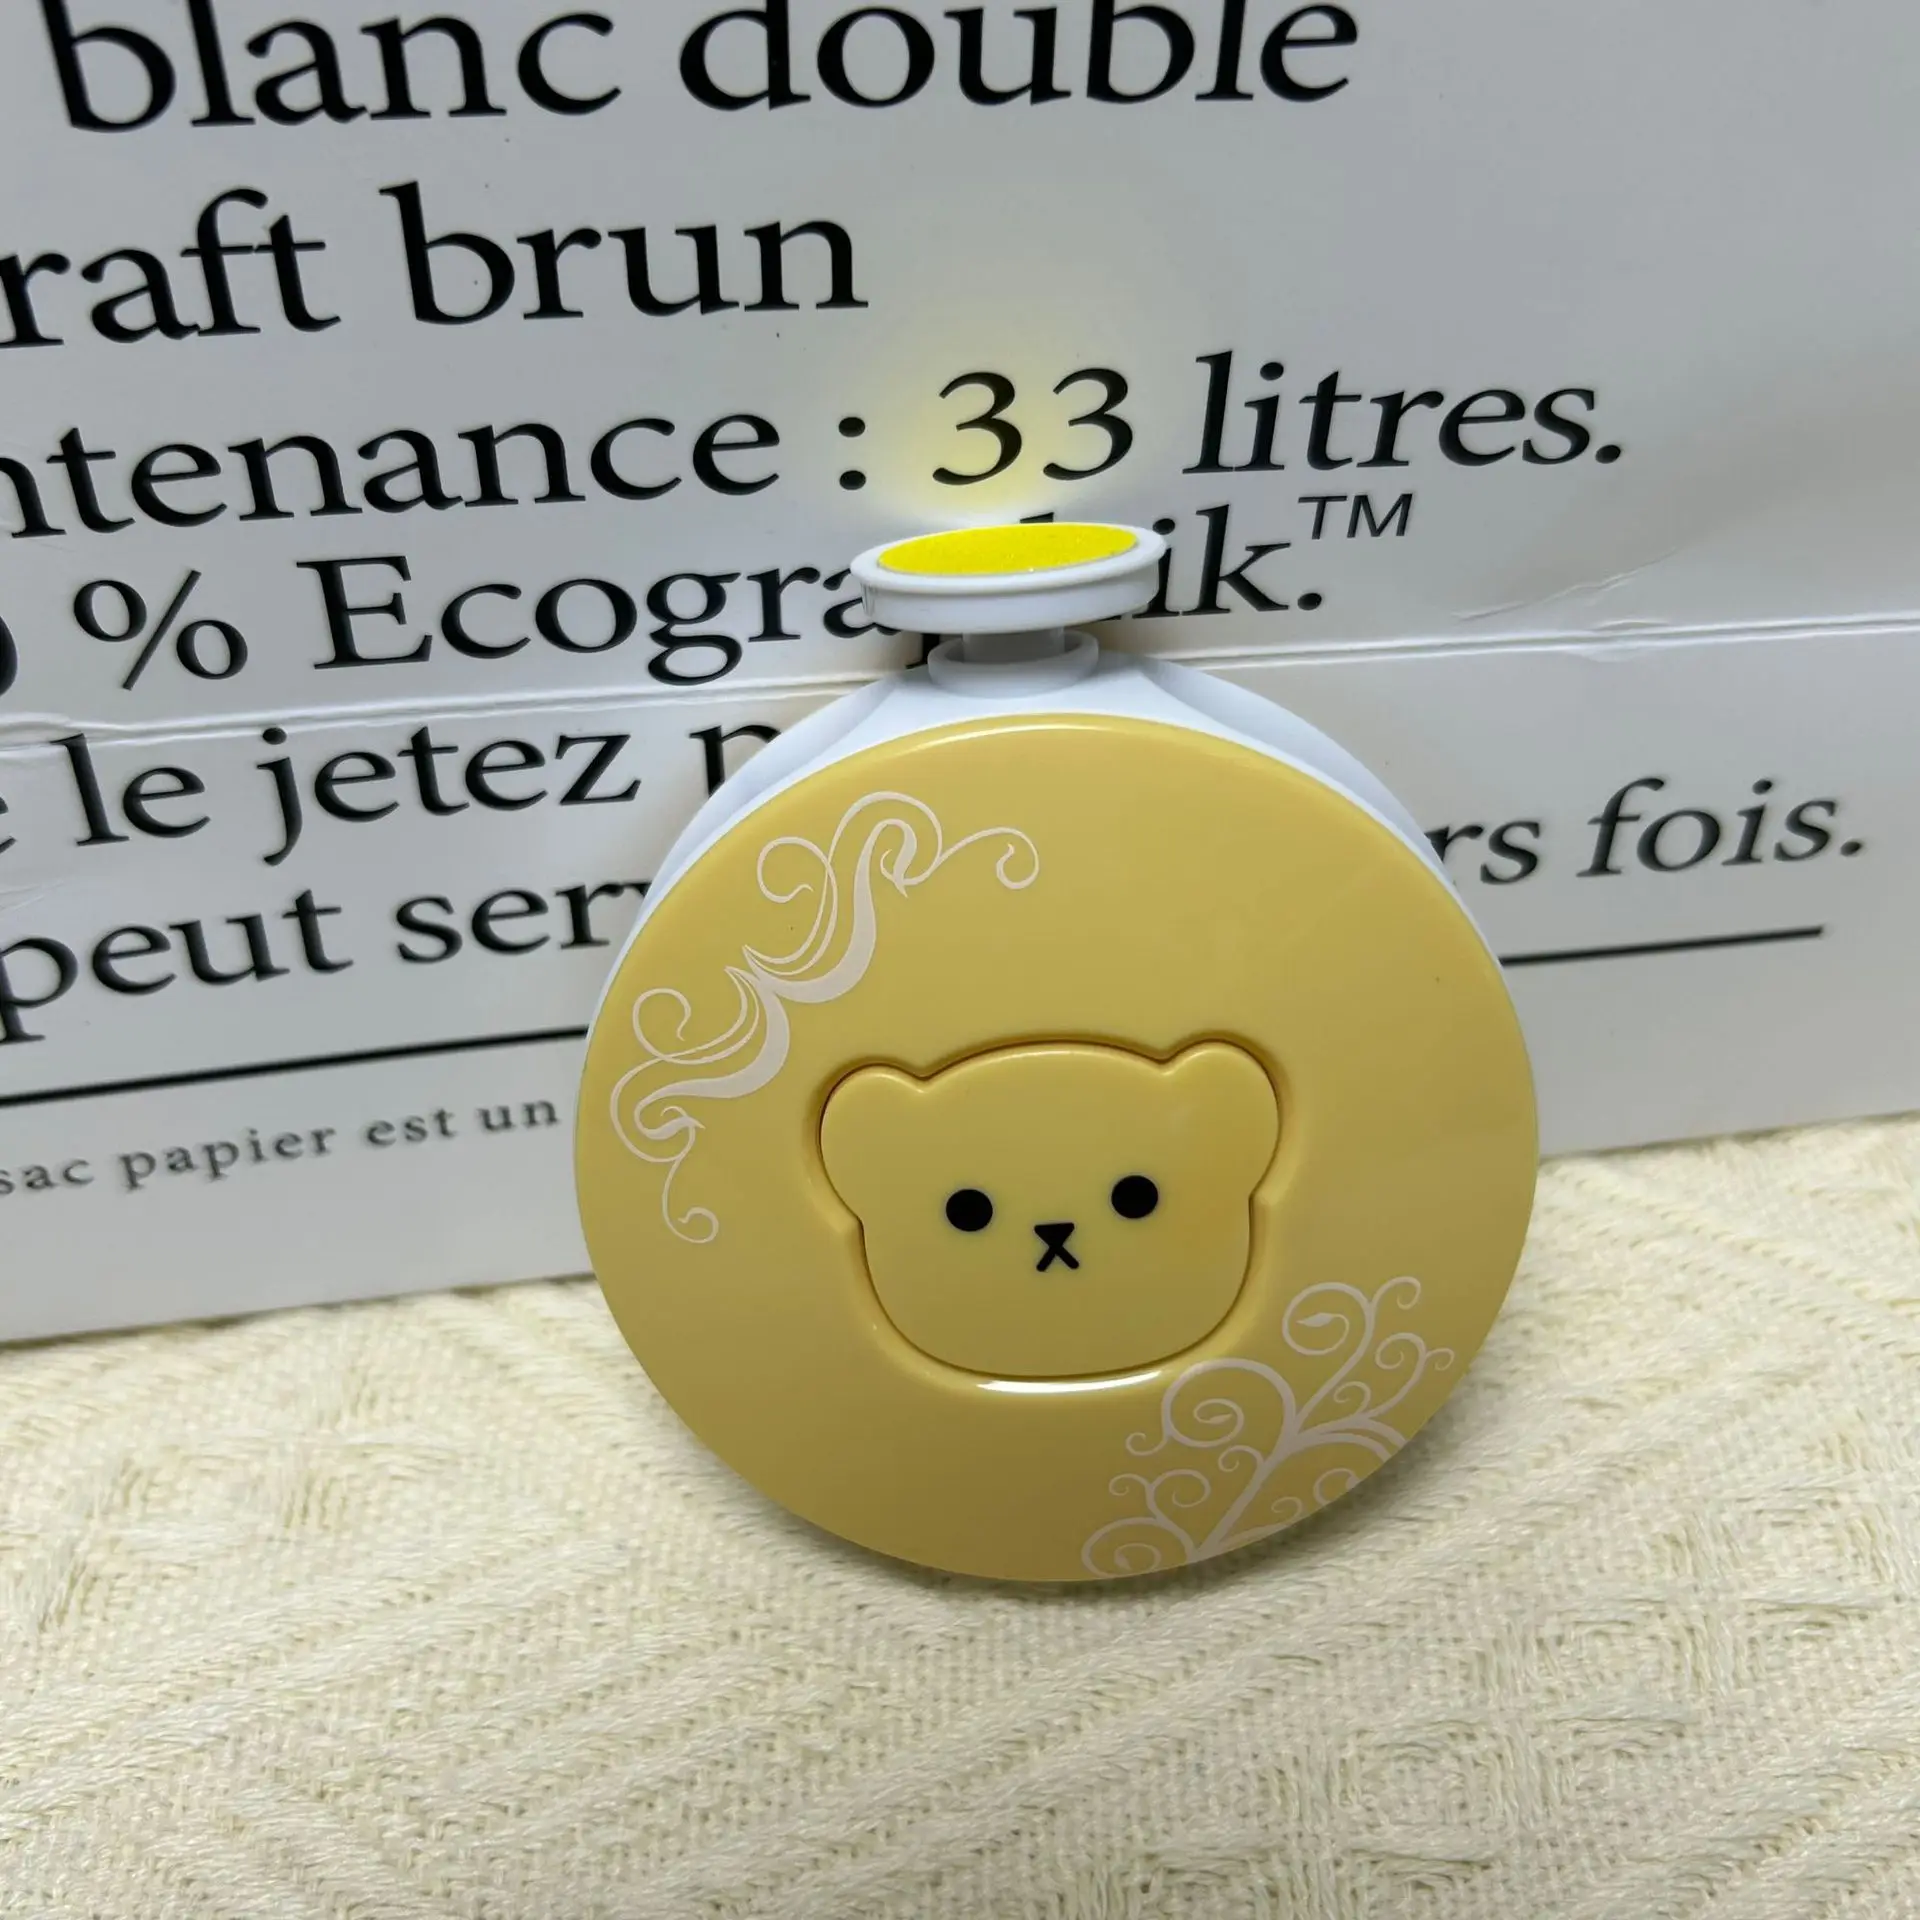 blanc double
raft brun
ntenance : 33 litres.
% Ecogra ik.™
le jetez
peut serv rs fois.
sac papier est un